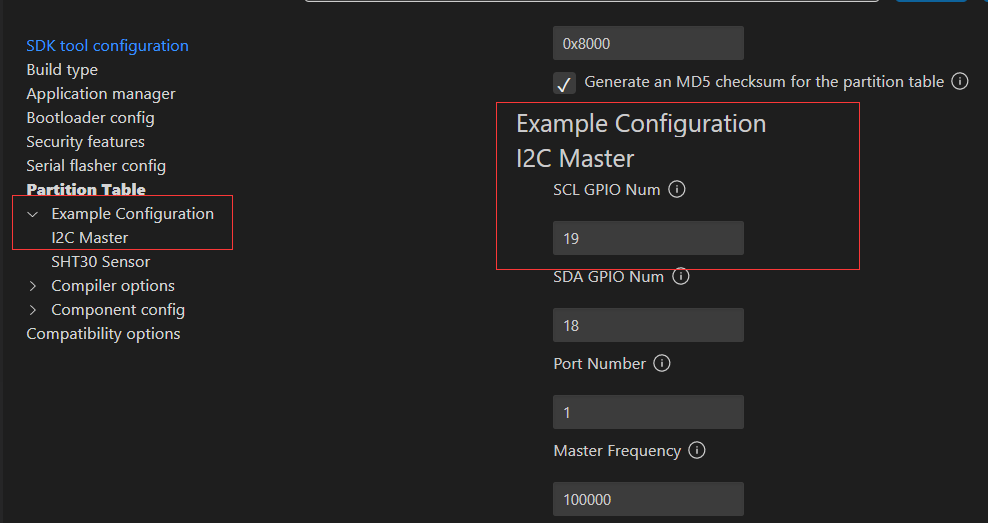 SDK tool configuration
Build type
Application manager
Bootloader config
Security features
Serial flasher config
Partition Table
Example Configuration
I2C Master
SHT30 Sensor
Compiler options
Component config
Compatibility options
0x8000
Generate an MD5 checksum for the partition table
Example Configuration
I2C Master
SCL GPIO Num
19
SDA GPIO Num
18
Port Number
1
Master Frequency
100000